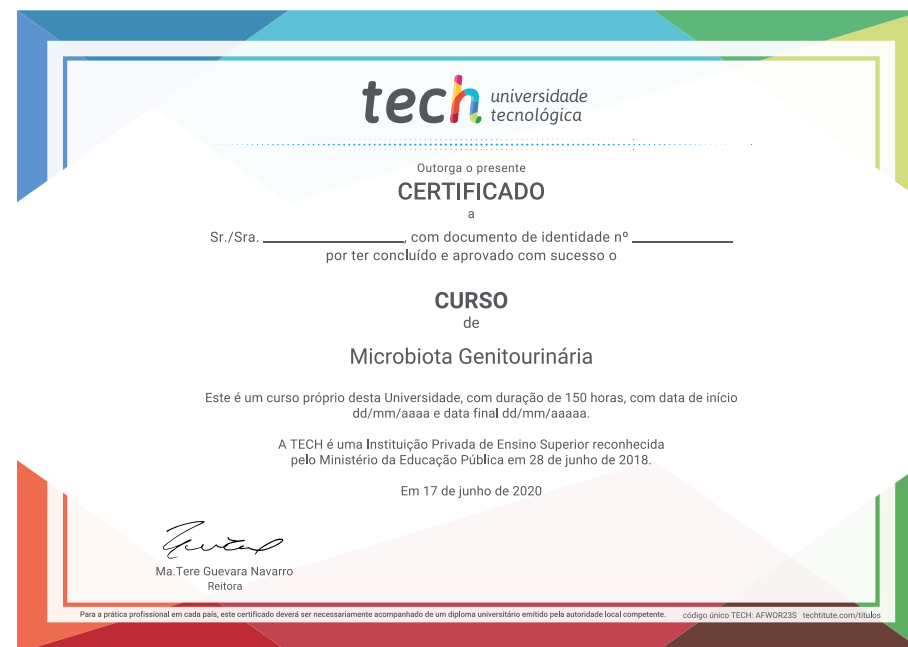 tech universidade
tecnológica
Outorga o presente
CERTIFICADO
a
Sr./Sra. ____________, com documento de identidade nº ____________
por ter concluído e aprovado com sucesso o
CURSO
de
Microbiota Genitourinária
Este é um curso próprio desta Universidade, com duração de 150 horas, com data de início
dd/mm/aaaa e data final dd/mm/aaaaa.
A TECH é uma Instituição Privada de Ensino Superior reconhecida
pelo Ministério da Educação Pública em 28 de junho de 2018.
Em 17 de junho de 2020
Ma.Tere Guevara Navarro
Reitora
Para a prática profissional em cada país, este certificado deverá ser necessariamente acompanhado de um diploma universitário emitido pela autoridade local competente. código único TECH: AFWOR23S techtitute.com/titulos